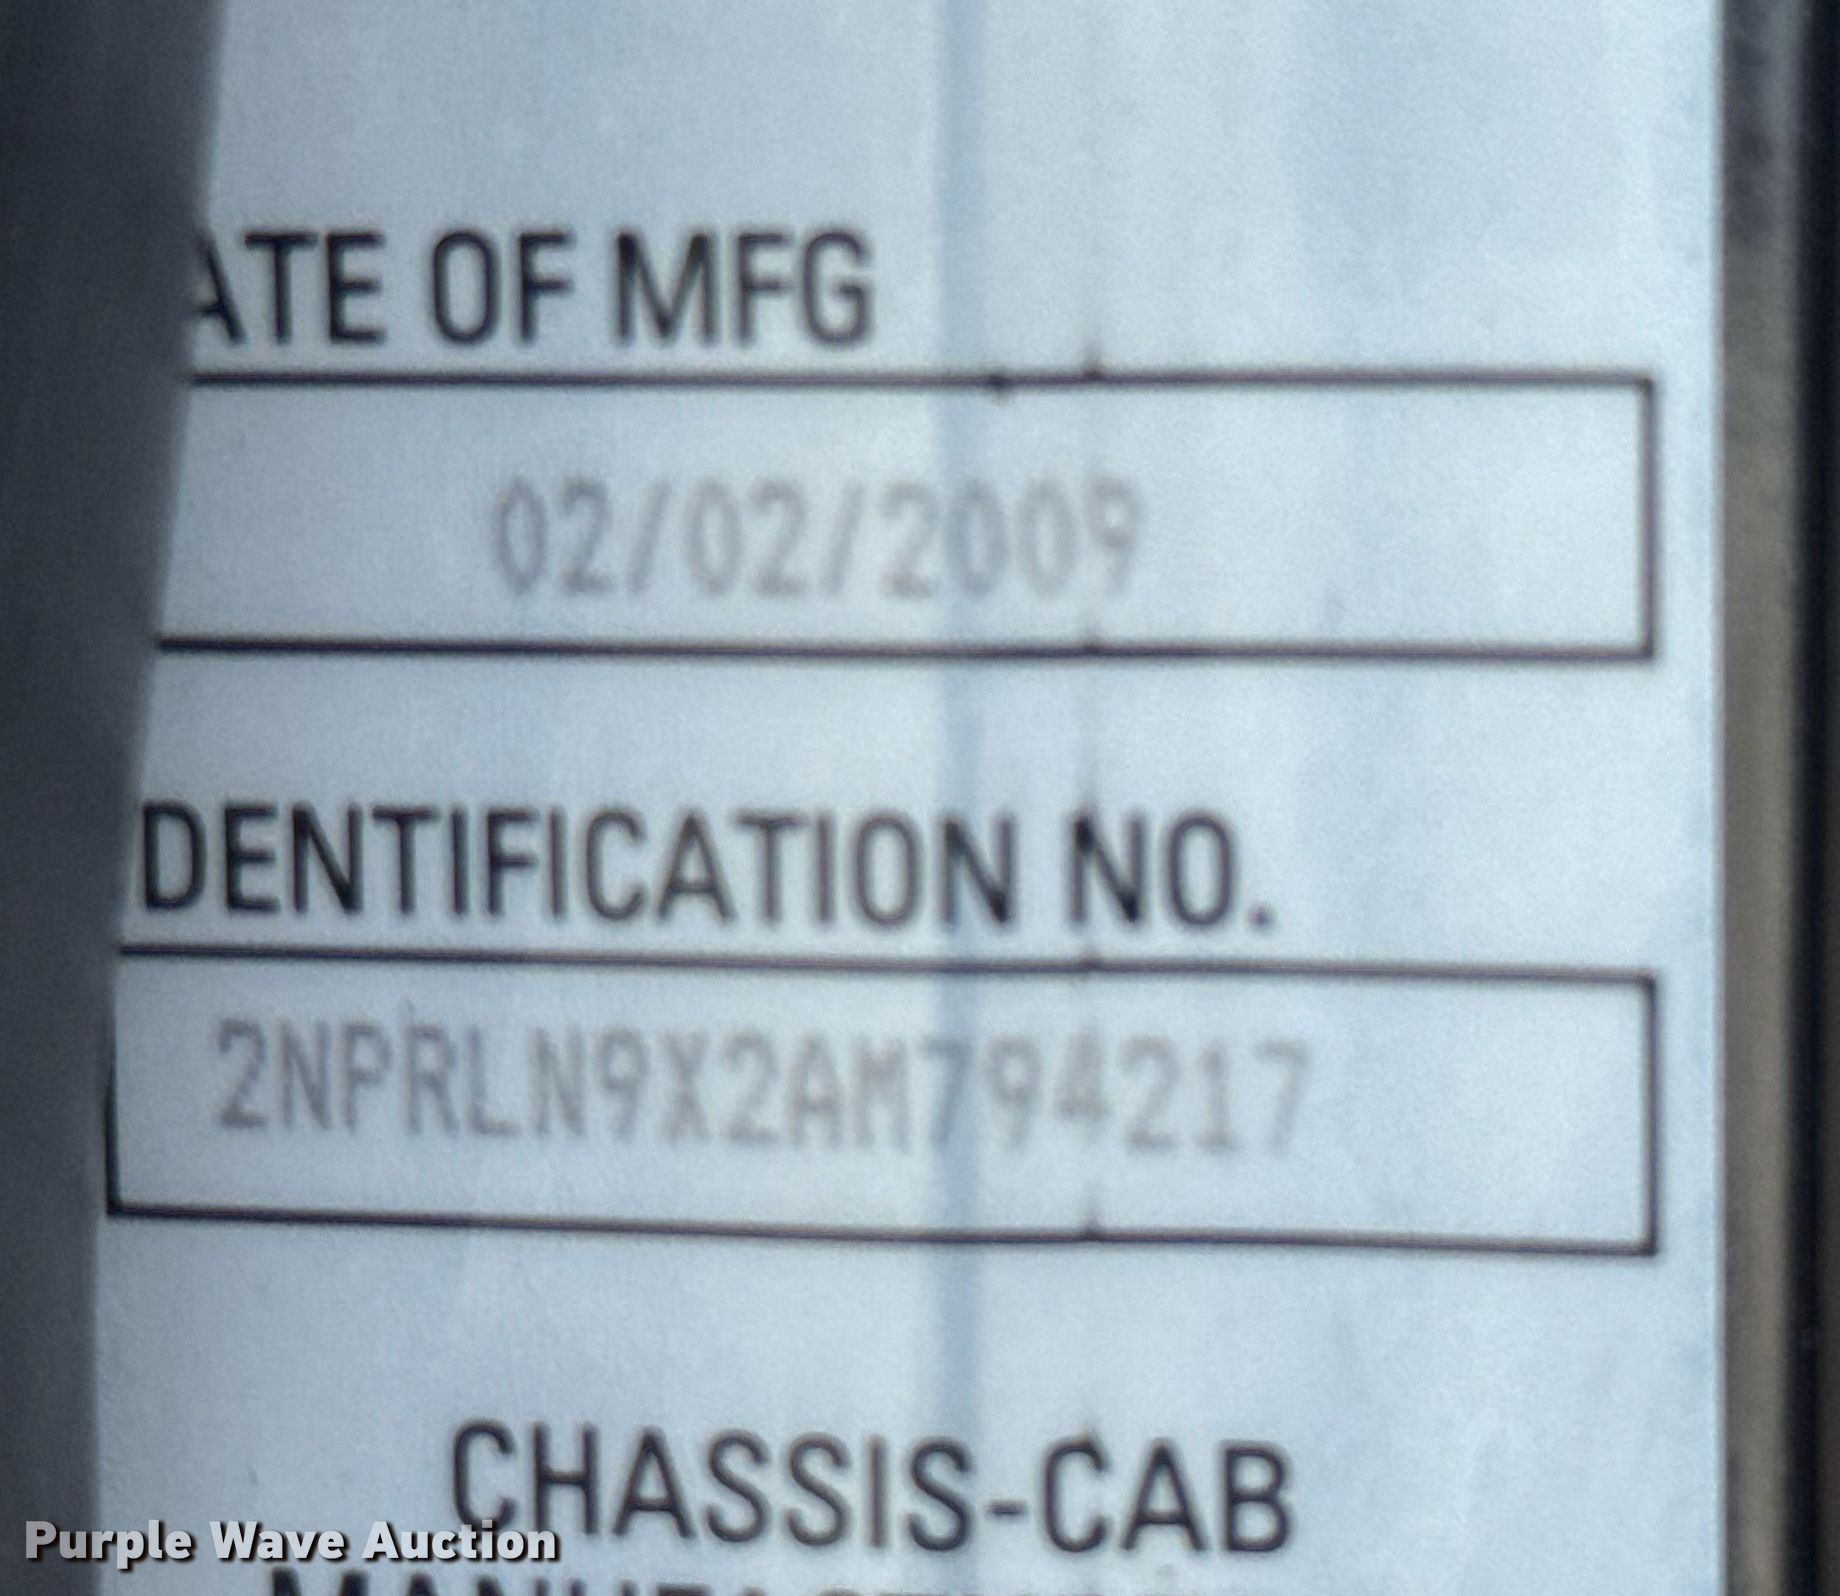 ATE OF MFG
02/02/2009
DENTIFICATION NO.
2NPRLN9X2AM794217
CHASSIS-CAB
Purple Wave Auction